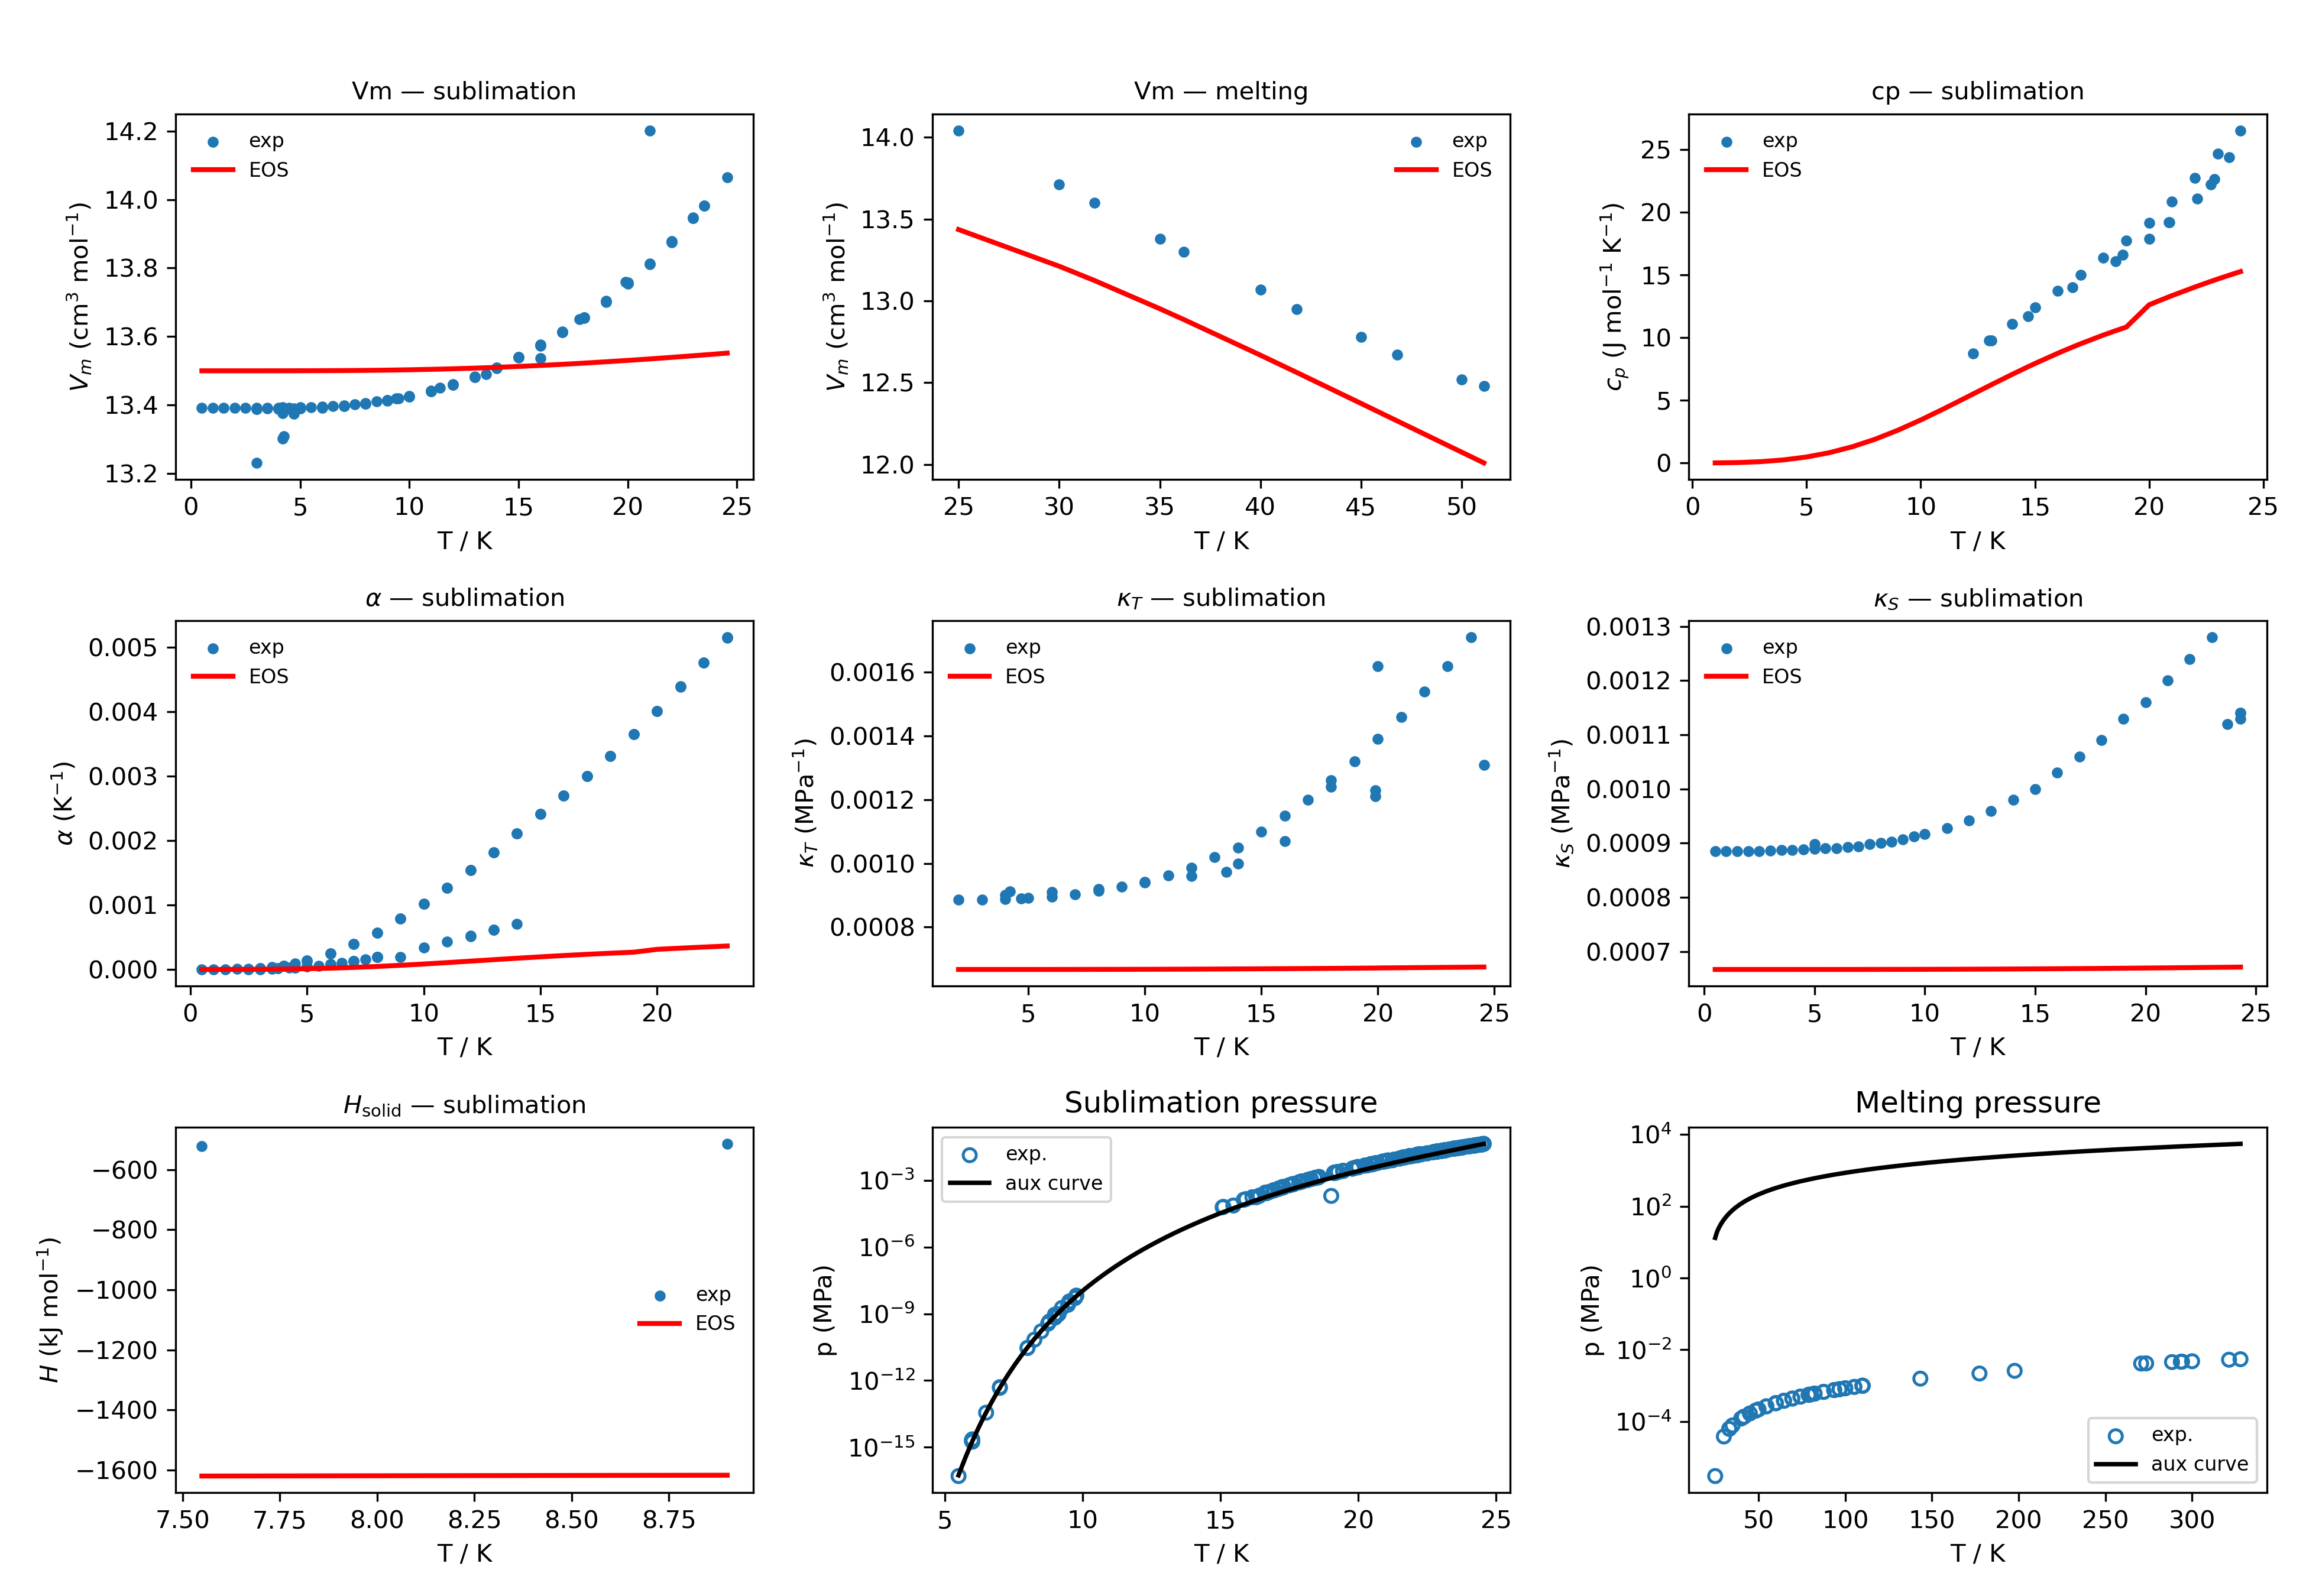 Vm — sublimation
14.2
14.0
13.8
13.6
13.4
13.2
0 5 10 15 20 25
V_m (cm³ mol⁻¹)
T / K
exp
EOS
Vm — melting
14.0
13.5
13.0
12.5
12.0
25 30 35 40 45 50
V_m (cm³ mol⁻¹)
T / K
exp
EOS
cp — sublimation
25
20
15
10
5
0
0 5 10 15 20 25
c_p (J mol⁻¹ K⁻¹)
T / K
exp
EOS
α — sublimation
0.005
0.004
0.003
0.002
0.001
0.000
0 5 10 15 20
α (K⁻¹)
T / K
exp
EOS
κ_T — sublimation
0.0016
0.0014
0.0012
0.0010
0.0008
5 10 15 20 25
κ_T (MPa⁻¹)
T / K
exp
EOS
κ_S — sublimation
0.0013
0.0012
0.0011
0.0010
0.0009
0.0008
0.0007
0 5 10 15 20 25
κ_S (MPa⁻¹)
T / K
exp
EOS
H_solid — sublimation
−600
−800
−1000
−1200
−1400
−1600
7.50 7.75 8.00 8.25 8.50 8.75
H (kJ mol⁻¹)
T / K
exp
EOS
Sublimation pressure
10⁻³
10⁻⁶
10⁻⁹
10⁻¹²
10⁻¹⁵
5 10 15 20 25
p (MPa)
T / K
exp.
aux curve
Melting pressure
10⁴
10²
10⁰
10⁻²
10⁻⁴
50 100 150 200 250 300
p (MPa)
T / K
exp.
aux curve